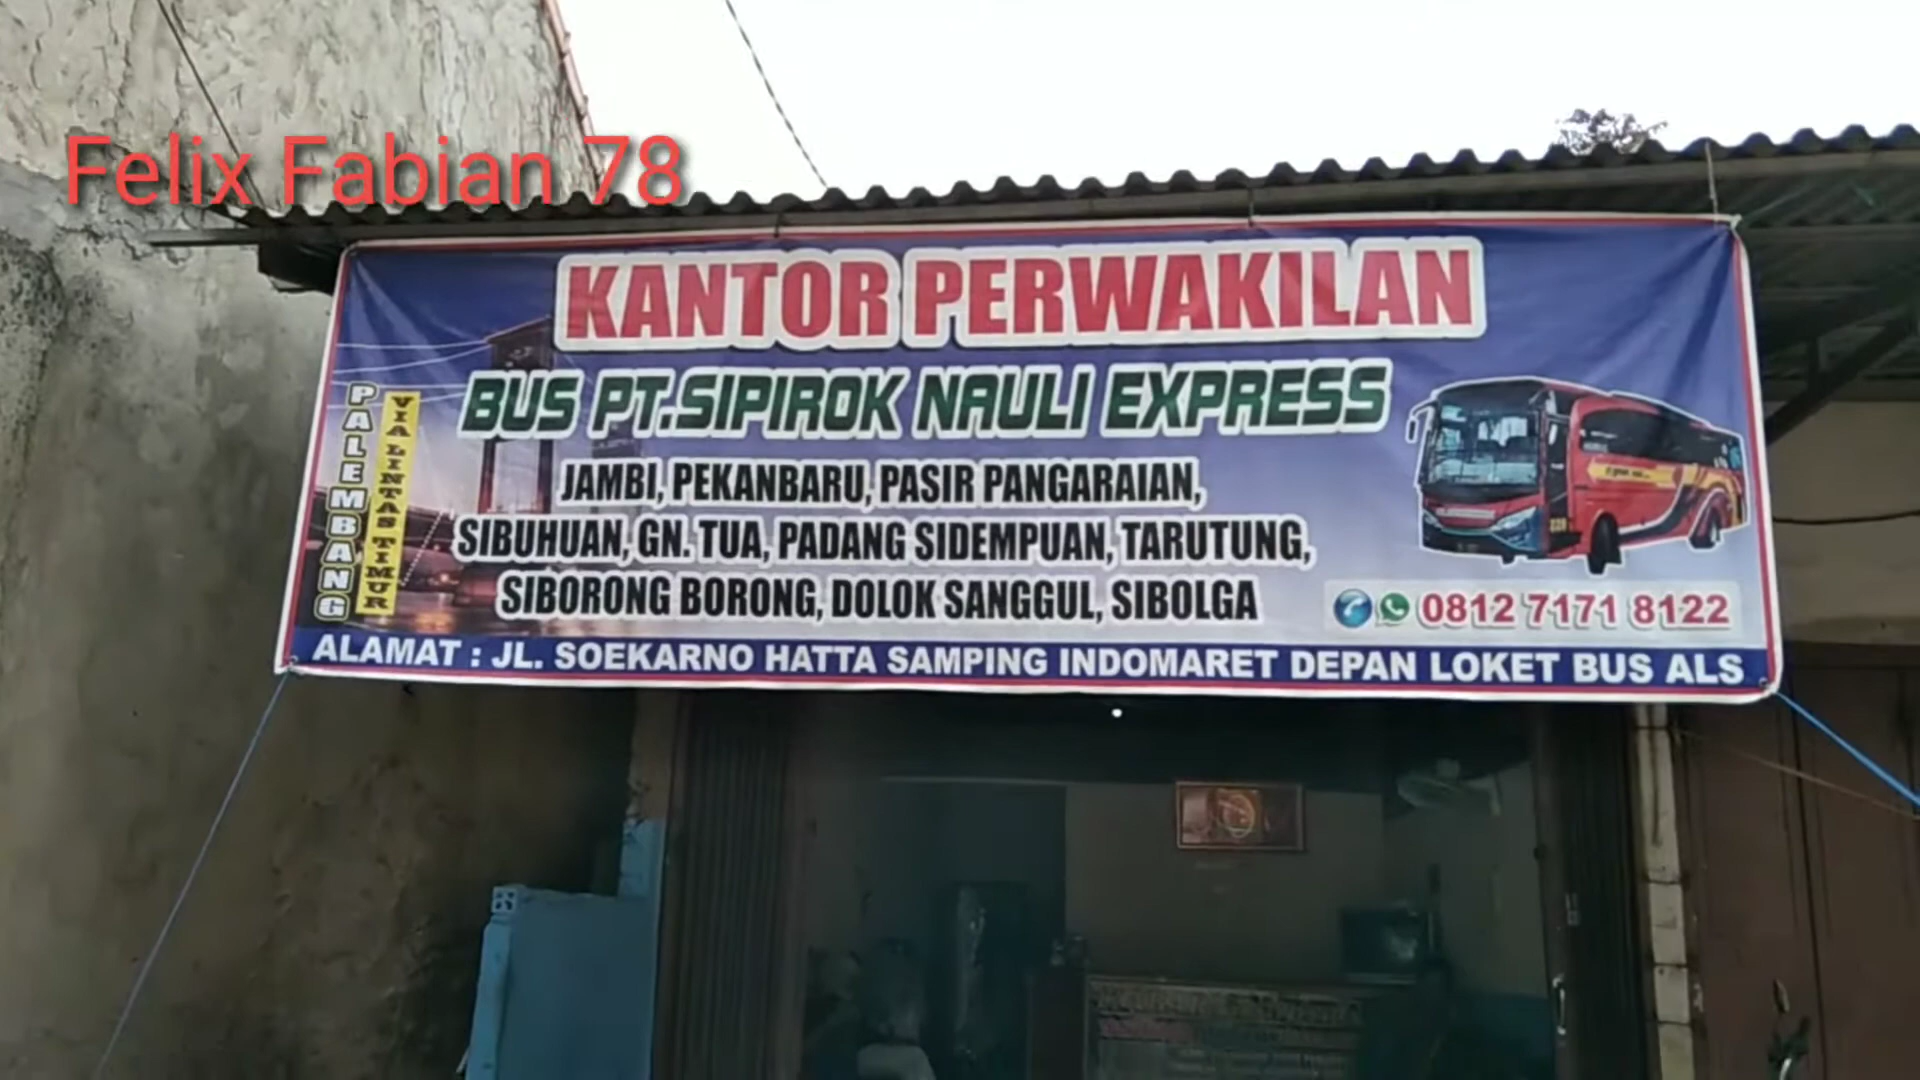 Felix Fabian 78
KANTOR PERWAKILAN
BUS PT.SIPIROK NAULI EXPRESS
PALEMBANG
VIA LINTAS TIMUR
JAMBI, PEKANBARU, PASIR PANGARAIAN,
SIBUHUAN, GN. TUA, PADANG SIDEMPUAN, TARUTUNG,
SIBORONG BORONG, DOLOK SANGGUL, SIBOLGA
0812 7171 8122
ALAMAT : JL. SOEKARNO HATTA SAMPING INDOMARET DEPAN LOKET BUS ALS